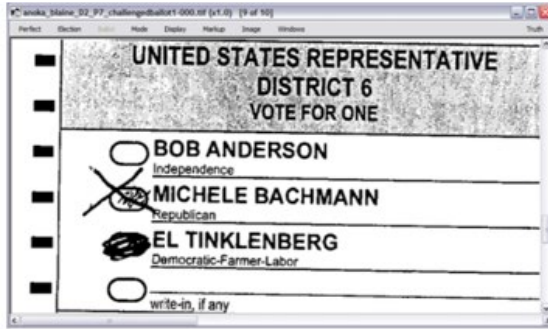 anoka_blaine_02_P7_challengedballot1-000.tif (x1.0) [9 of 10]
Perfect Election Ballot Mode Display Markup Image Windows Truth
UNITED STATES REPRESENTATIVE
DISTRICT 6
VOTE FOR ONE
BOB ANDERSON
Independence
MICHELE BACHMANN
Republican
EL TINKLENBERG
Democratic-Farmer-Labor
write-in, if any